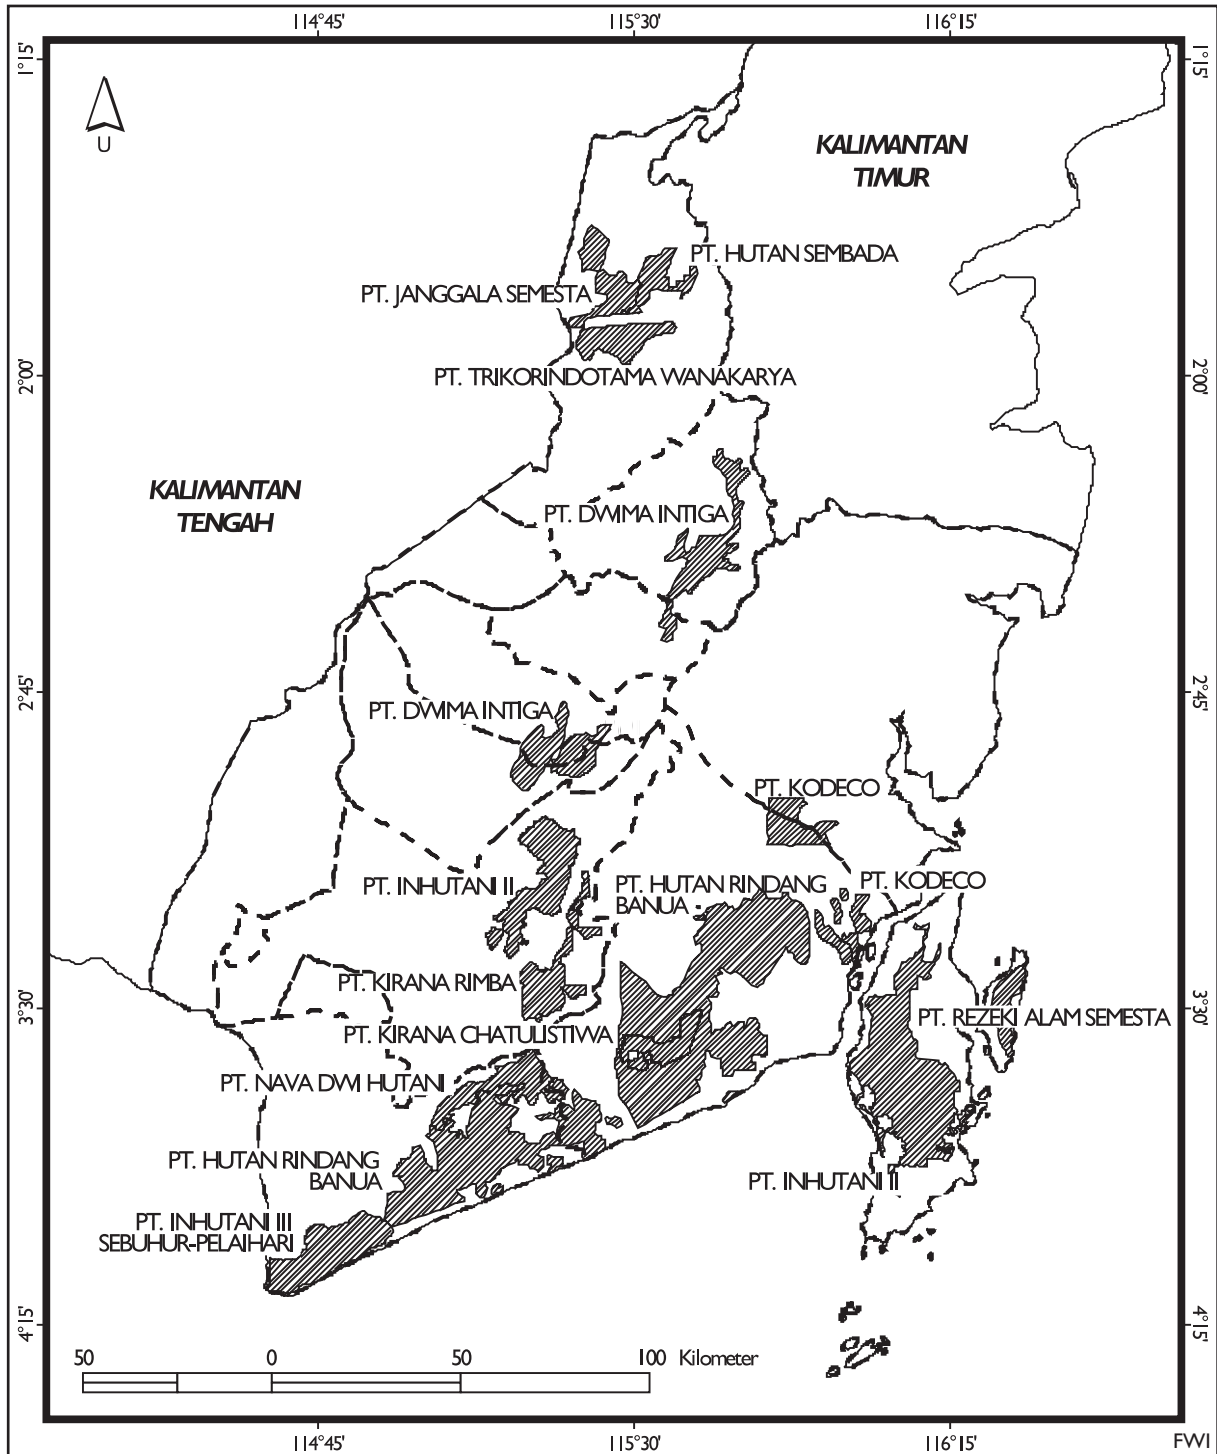 114°45'
115°30'
116°15'
1°15'
1°15'
U
KALIMANTAN
TIMUR
PT. HUTAN SEMBADA
PT. JANGGALA SEMESTA
2°00'
2°00'
PT. TRIKORINDOTAMA WANAKARYA
KALIMANTAN
TENGAH
PT. DWIMA INTIGA
2°45'
2°45'
PT. DWIMA INTIGA
PT. KODECO
PT. INHUTANI II
PT. HUTAN RINDANG
BANUA
PT. KODECO
PT. KIRANA RIMBA
3°30'
3°30'
PT. REZEKI ALAM SEMESTA
PT. KIRANA CHATULISTIWA
PT. NAVA DWI HUTANI
PT. HUTAN RINDANG
BANUA
PT. INHUTANI II
PT. INHUTANI III
SEBUHUR-PELAIHARI
4°15'
4°15'
50 0 50 100 Kilometer
114°45'
115°30'
116°15'
FWI